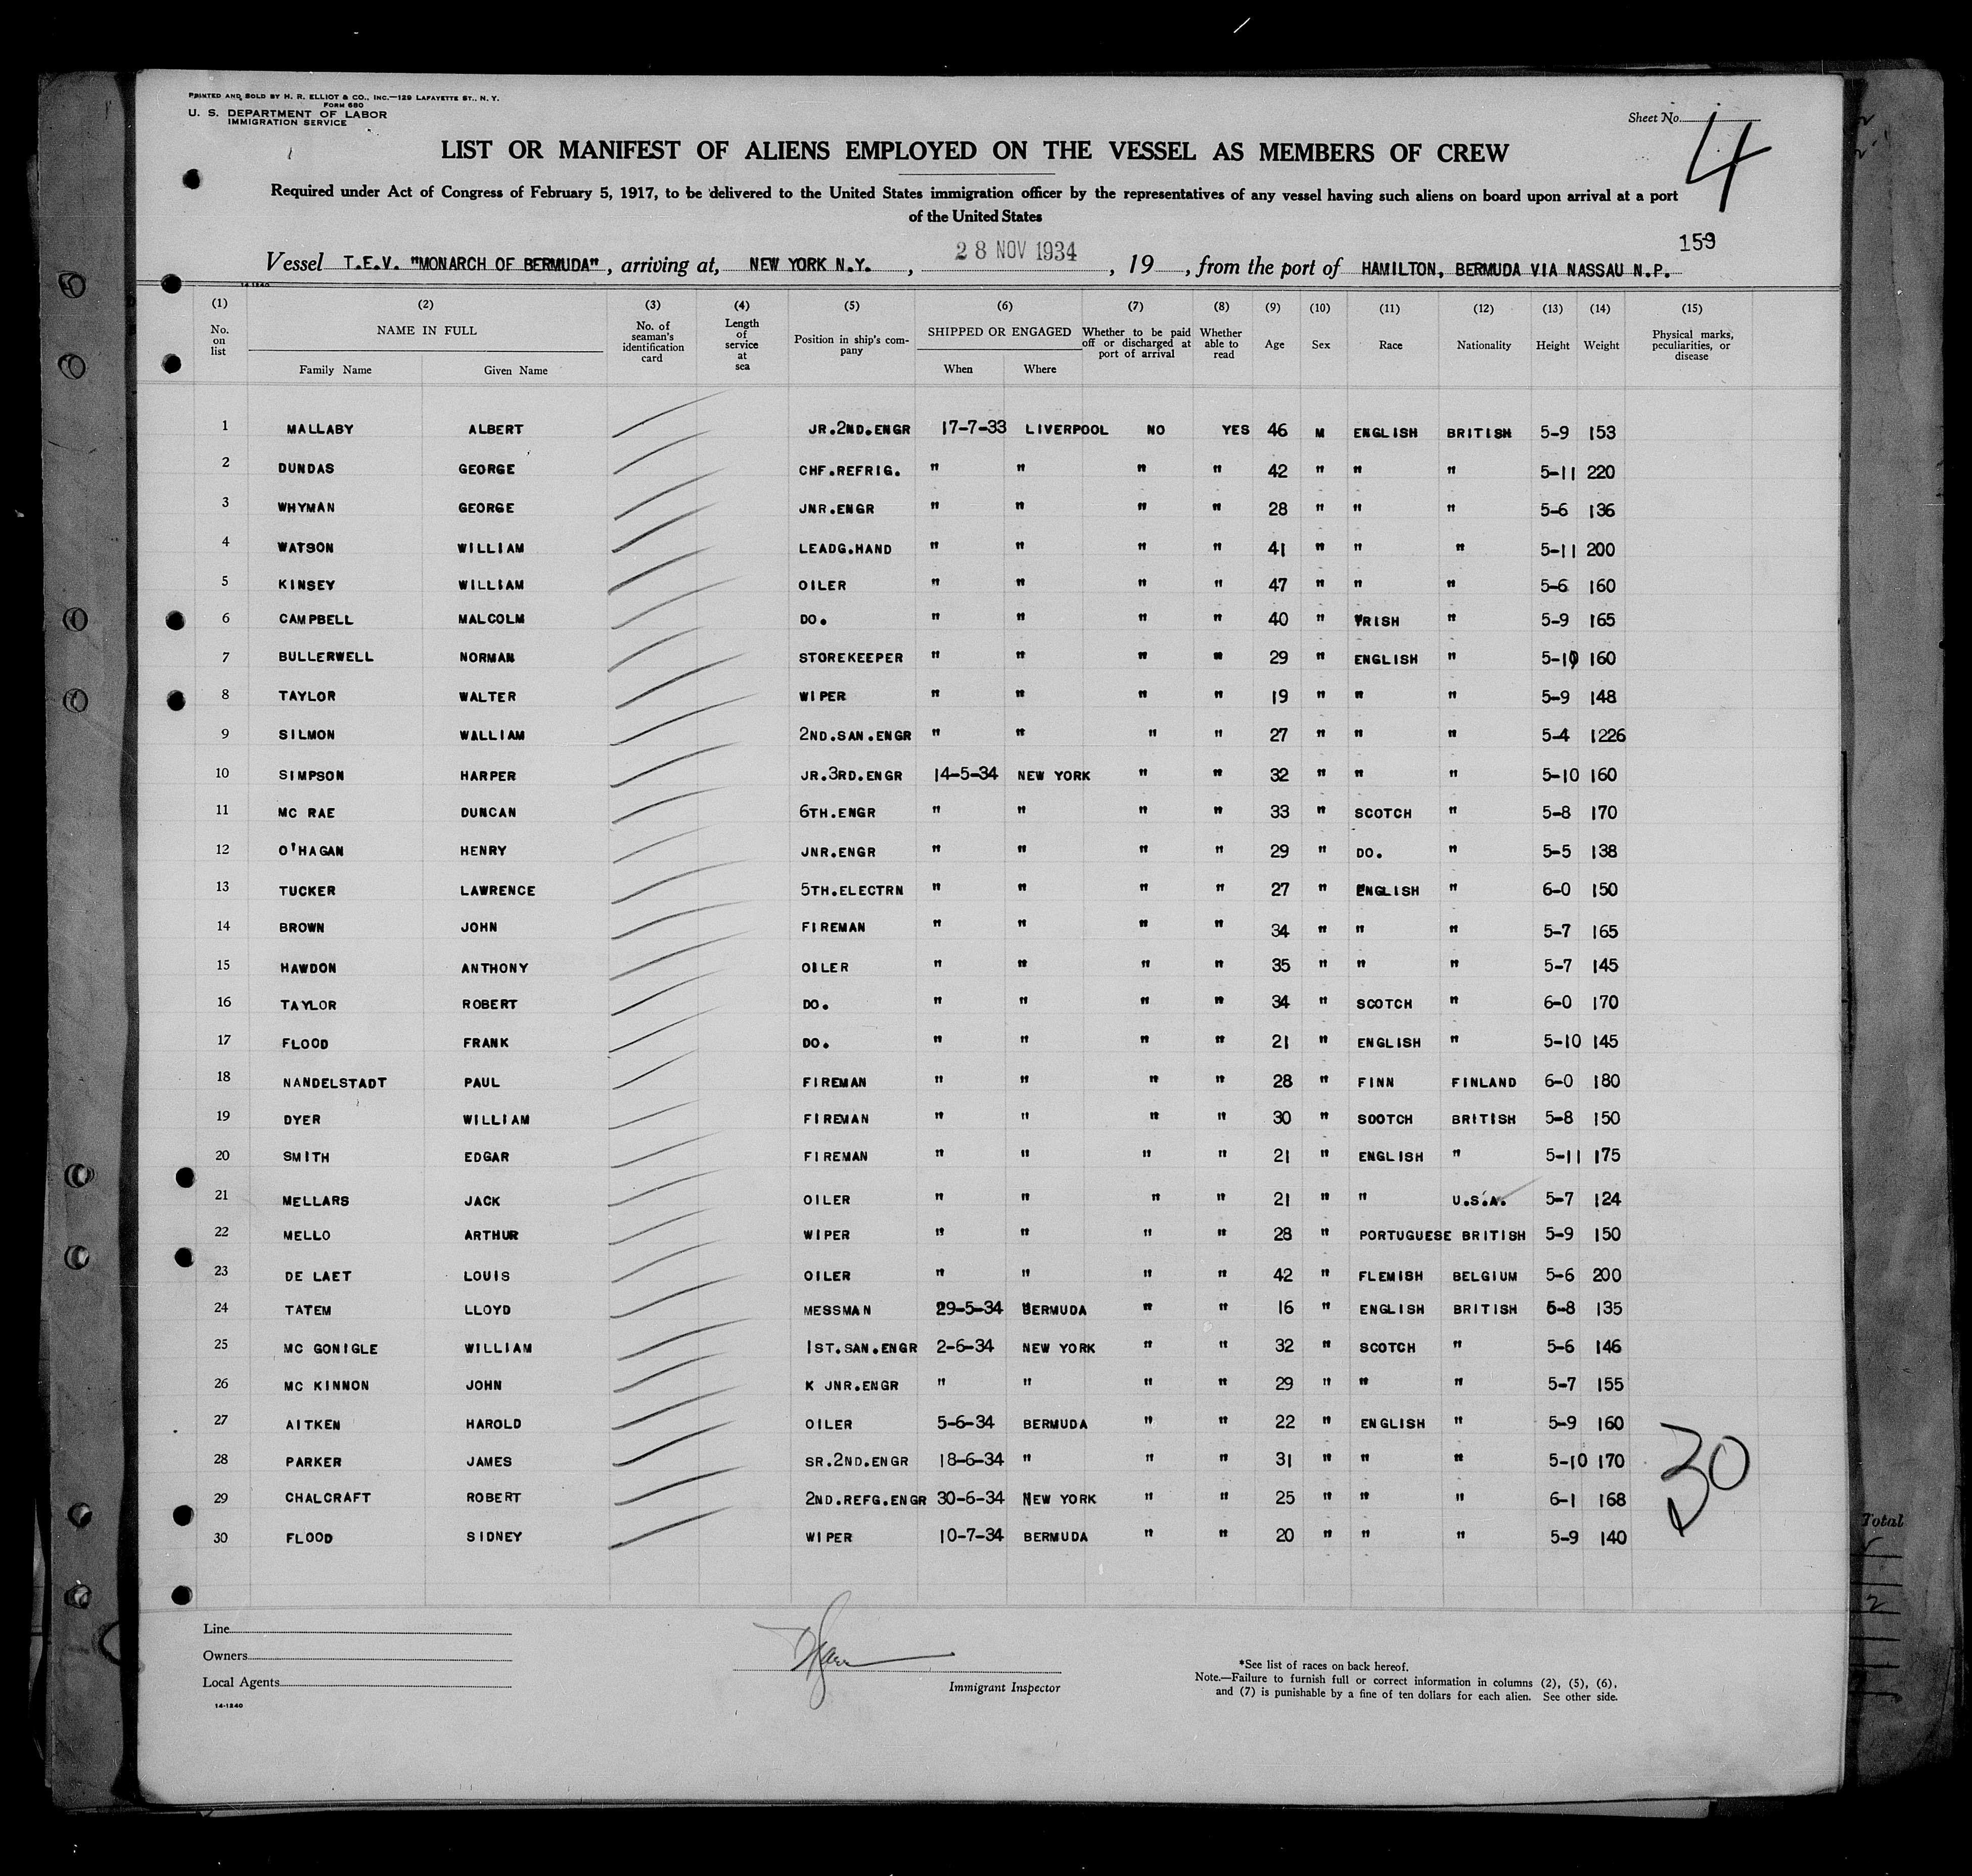 PRINTED AND SOLD BY H. R. ELLIOT & CO., INC.—129 LAFAYETTE ST., N. Y.
FORM 680
U. S. DEPARTMENT OF LABOR
IMMIGRATION SERVICE
Sheet No. 4
LIST OR MANIFEST OF ALIENS EMPLOYED ON THE VESSEL AS MEMBERS OF CREW
Required under Act of Congress of February 5, 1917, to be delivered to the United States immigration officer by the representatives of any vessel having such aliens on board upon arrival at a port
of the United States
159
Vessel T.E.V. "MONARCH OF BERMUDA", arriving at, NEW YORK N.Y., 28 NOV 1934, 19 , from the port of HAMILTON, BERMUDA VIA NASSAU N.P.
14-1240
(1) (2) (3) (4) (5) (6) (7) (8) (9) (10) (11) (12) (13) (14) (15)
No. on list NAME IN FULL Family Name Given Name No. of seaman's identification card Length of service at sea Position in ship's company SHIPPED OR ENGAGED When Where Whether to be paid off or discharged at port of arrival Whether able to read Age Sex Race Nationality Height Weight Physical marks, peculiarities, or disease
1 MALLABY ALBERT JR.2ND.ENGR 17-7-33 LIVERPOOL NO YES 46 M ENGLISH BRITISH 5-9 153
2 DUNDAS GEORGE CHF.REFRIG. " " " " 42 " " " 5-11 220
3 WHYMAN GEORGE JNR.ENGR " " " " 28 " " " 5-6 136
4 WATSON WILLIAM LEADG.HAND " " " " 41 " " " 5-11 200
5 KINSEY WILLIAM OILER " " " " 47 " " " 5-6 160
6 CAMPBELL MALCOLM DO. " " " " 40 " IRISH " 5-9 165
7 BULLERWELL NORMAN STOREKEEPER " " " " 29 " ENGLISH " 5-10 160
8 TAYLOR WALTER WIPER " " " " 19 " " " 5-9 148
9 SILMON WALLIAM 2ND.SAN.ENGR " " " " 27 " " " 5-4 1226
10 SIMPSON HARPER JR.3RD.ENGR 14-5-34 NEW YORK " " 32 " " " 5-10 160
11 MC RAE DUNCAN 6TH.ENGR " " " " 33 " SCOTCH " 5-8 170
12 O'HAGAN HENRY JNR.ENGR " " " " 29 " DO. " 5-5 138
13 TUCKER LAWRENCE 5TH.ELECTRN " " " " 27 " ENGLISH " 6-0 150
14 BROWN JOHN FIREMAN " " " " 34 " " " 5-7 165
15 HAWDON ANTHONY OILER " " " " 35 " " " 5-7 145
16 TAYLOR ROBERT DO. " " " " 34 " SCOTCH " 6-0 170
17 FLOOD FRANK DO. " " " " 21 " ENGLISH " 5-10 145
18 NANDELSTADT PAUL FIREMAN " " " " 28 " FINN FINLAND 6-0 180
19 DYER WILLIAM FIREMAN " " " " 30 " SOOTCH BRITISH 5-8 150
20 SMITH EDGAR FIREMAN " " " " 21 " ENGLISH " 5-11 175
21 MELLARS JACK OILER " " " " 21 " " U.S.A. 5-7 124
22 MELLO ARTHUR WIPER " " " " 28 " PORTUGUESE BRITISH 5-9 150
23 DE LAET LOUIS OILER " " " " 42 " FLEMISH BELGIUM 5-6 200
24 TATEM LLOYD MESSMAN 29-5-34 BERMUDA " " 16 " ENGLISH BRITISH 5-8 135
25 MC GONIGLE WILLIAM 1ST.SAN.ENGR 2-6-34 NEW YORK " " 32 " SCOTCH " 5-6 146
26 MC KINNON JOHN K JNR.ENGR " " " " 29 " " " 5-7 155
27 AITKEN HAROLD OILER 5-6-34 BERMUDA " " 22 " ENGLISH " 5-9 160
28 PARKER JAMES SR.2ND.ENGR 18-6-34 " " " 31 " " " 5-10 170
29 CHALCRAFT ROBERT 2ND.REFG.ENGR 30-6-34 NEW YORK " " 25 " " " 6-1 168
30 FLOOD SIDNEY WIPER 10-7-34 BERMUDA " " 20 " " " 5-9 140
30
Total
Line
Owners
Local Agents
14-1240
Immigrant Inspector
*See list of races on back hereof.
Note.—Failure to furnish full or correct information in columns (2), (5), (6),
and (7) is punishable by a fine of ten dollars for each alien. See other side.